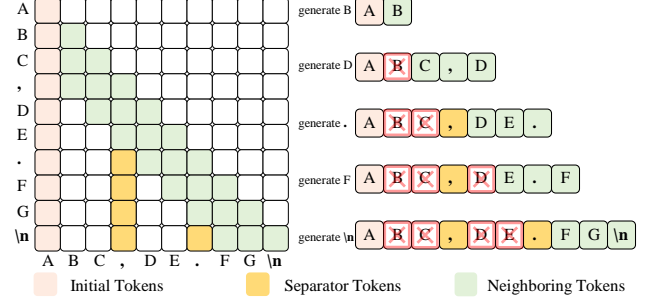 A
generate B A B
B
C
generate D A B C , D
,
D
generate . A B C , D E .
E
.
generate F A B C , D E . F
F
G
generate \n A B C , D E . F G \n
\n
A B C , D E . F G \n
Initial Tokens Separator Tokens Neighboring Tokens